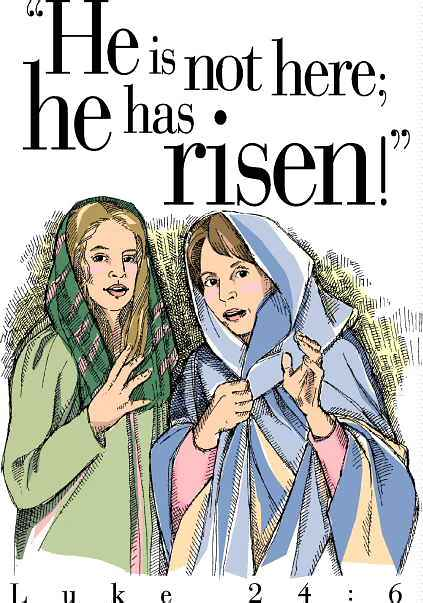 “He is not here;
he has
risen!”
Luke 24:6